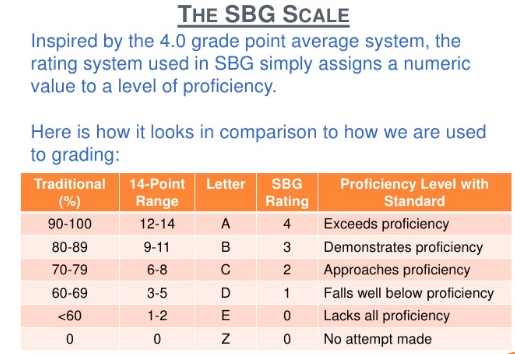 THE SBG SCALE
Inspired by the 4.0 grade point average system, the
rating system used in SBG simply assigns a numeric
value to a level of proficiency.
Here is how it looks in comparison to how we are used
to grading:
Traditional (%) 14-Point Range Letter SBG Rating Proficiency Level with Standard
90-100 12-14 A 4 Exceeds proficiency
80-89 9-11 B 3 Demonstrates proficiency
70-79 6-8 C 2 Approaches proficiency
60-69 3-5 D 1 Falls well below proficiency
<60 1-2 E 0 Lacks all proficiency
0 0 Z 0 No attempt made